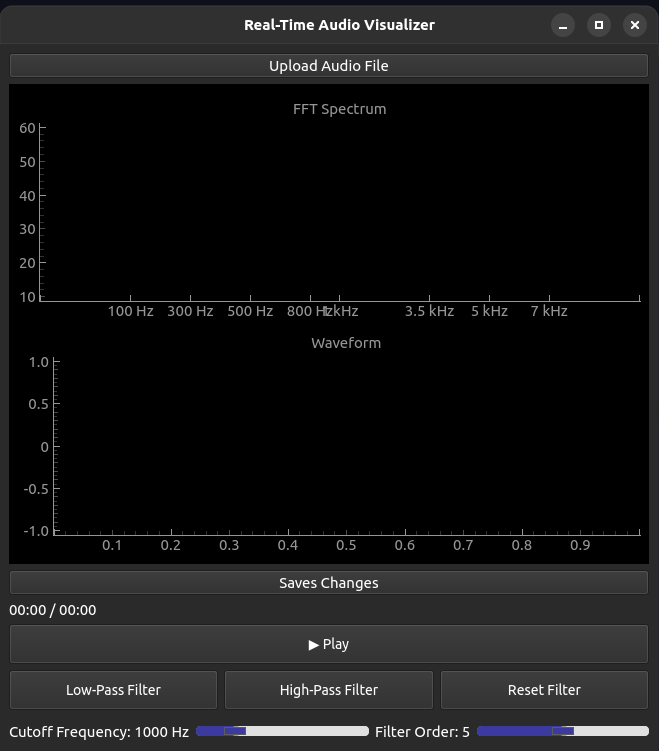 Real-Time Audio Visualizer
Upload Audio File
FFT Spectrum
60
50
40
30
20
10
100 Hz 300 Hz 500 Hz 800 Hz 1 kHz 3.5 kHz 5 kHz 7 kHz
Waveform
1.0
0.5
0
-0.5
-1.0
0.1 0.2 0.3 0.4 0.5 0.6 0.7 0.8 0.9
Saves Changes
00:00 / 00:00
▶ Play
Low-Pass Filter High-Pass Filter Reset Filter
Cutoff Frequency: 1000 Hz Filter Order: 5